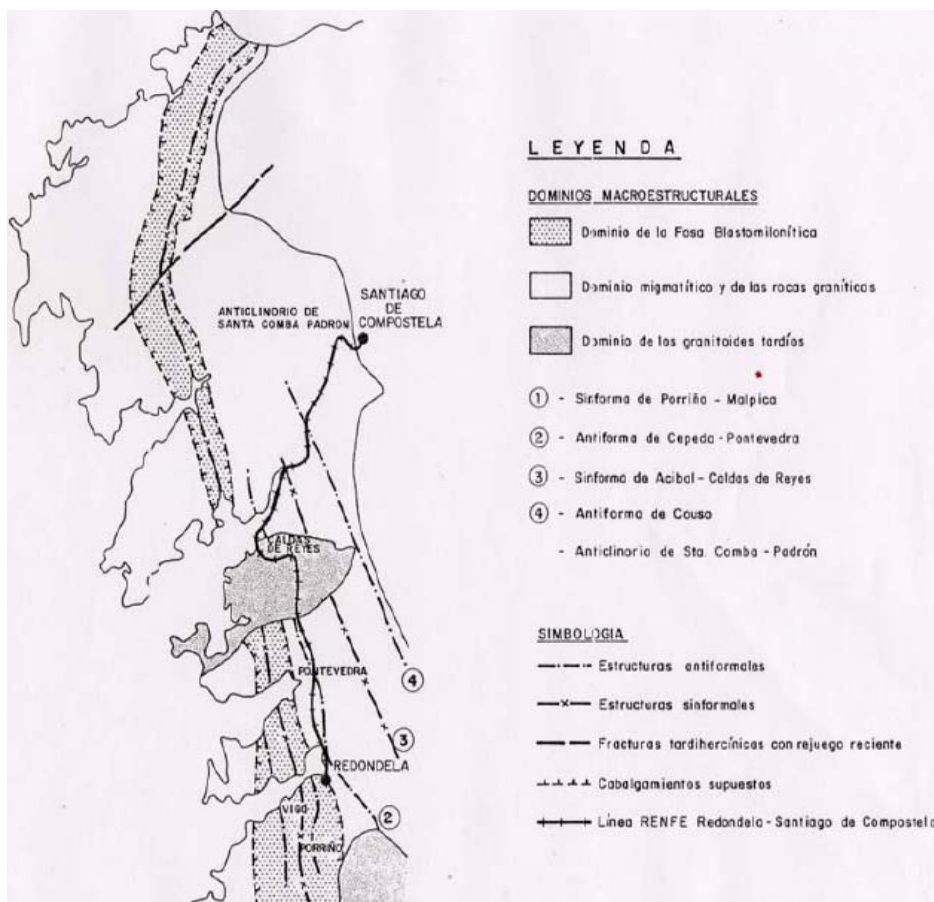 ANTICLINORIO DE
SANTA COMBA PADRON
SANTIAGO
DE
COMPOSTELA
CALDAS
DE REYES
PONTEVEDRA
4
3
REDONDELA
VIGO
2
PORRIÑO
LEYENDA
DOMINIOS MACROESTRUCTURALES
Dominio de la Fosa Blastomilonítica
Dominio migmatítico y de las rocas graníticas
Dominio de los granitoides tardíos
1 - Sinforma de Porriño - Malpica
2 - Antiforma de Cepeda - Pontevedra
3 - Sinforma de Acibal - Caldas de Reyes
4 - Antiforma de Couso
- Anticlinorio de Sta. Comba - Padrón
SIMBOLOGIA
Estructuras antiformales
Estructuras sinformales
Fracturas tardihercínicas con rejuego reciente
Cabalgamientos supuestos
Línea RENFE Redondela - Santiago de Compostela